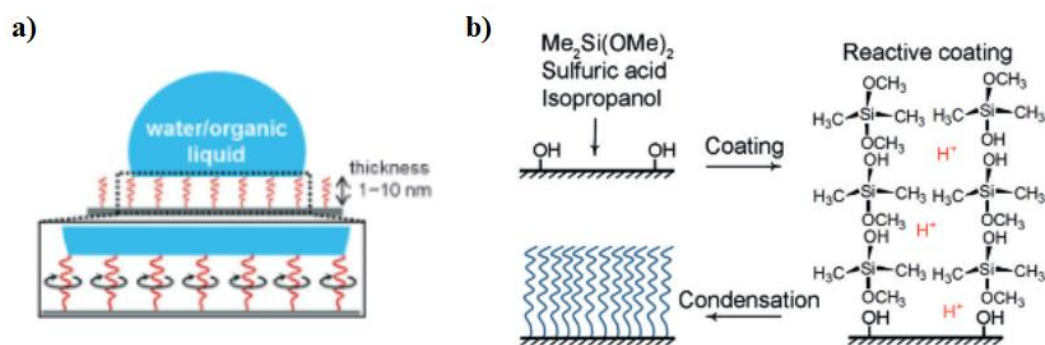 a)
water/organic
liquid
thickness
1–10 nm
b)
Me₂Si(OMe)₂
Sulfuric acid
Isopropanol
OH
OH
Coating
Condensation
Reactive coating
OCH₃
OCH₃
H₃C
Si
CH₃
H₃C
Si
CH₃
OCH₃
OH
OH
OH
H⁺
H₃C
Si
CH₃
H₃C
Si
CH₃
OCH₃
OCH₃
OH
OH
H⁺
H₃C
Si
CH₃
H₃C
Si
CH₃
OCH₃
OCH₃
OH
OH
H⁺